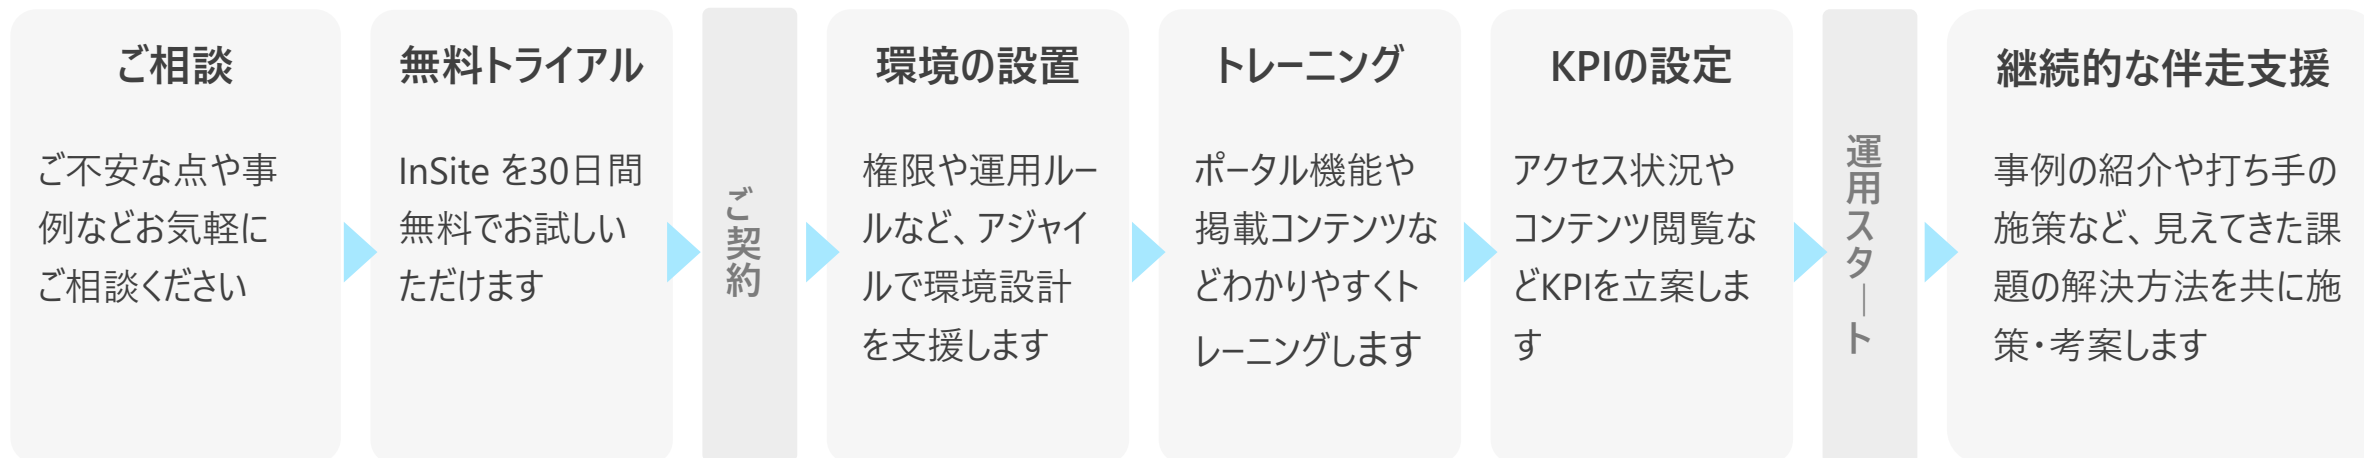 ご相談
ご不安な点や事
例などお気軽に
ご相談ください
無料トライアル
InSite を30日間
無料でお試しい
ただけます
ご契約
環境の設置
権限や運用ルー
ルなど、アジャイ
ルで環境設計
を支援します
トレーニング
ポータル機能や
掲載コンテンツな
どわかりやすくト
レーニングします
KPIの設定
アクセス状況や
コンテンツ閲覧な
どKPIを立案しま
す
運用スタート
継続的な伴走支援
事例の紹介や打ち手の
施策など、見えてきた課
題の解決方法を共に施
策・考案します